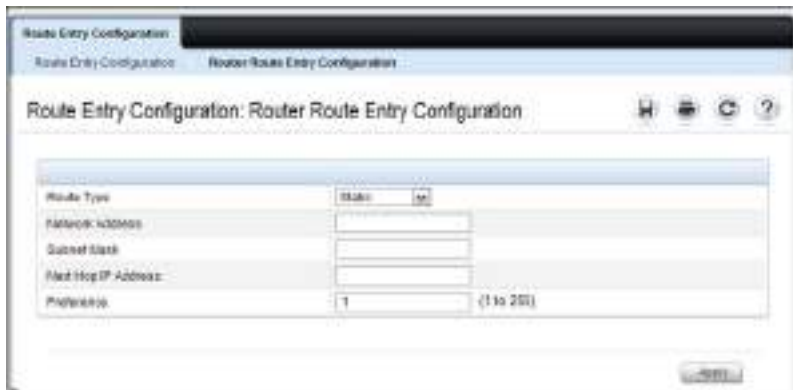 Route Entry Configuration
Route Entry Configuration Router Route Entry Configuration
Route Entry Configuration: Router Route Entry Configuration
?
Route Type Static
Network Address
Subnet Mask
Next Hop IP Address
Preference 1 (1 to 255)
Apply